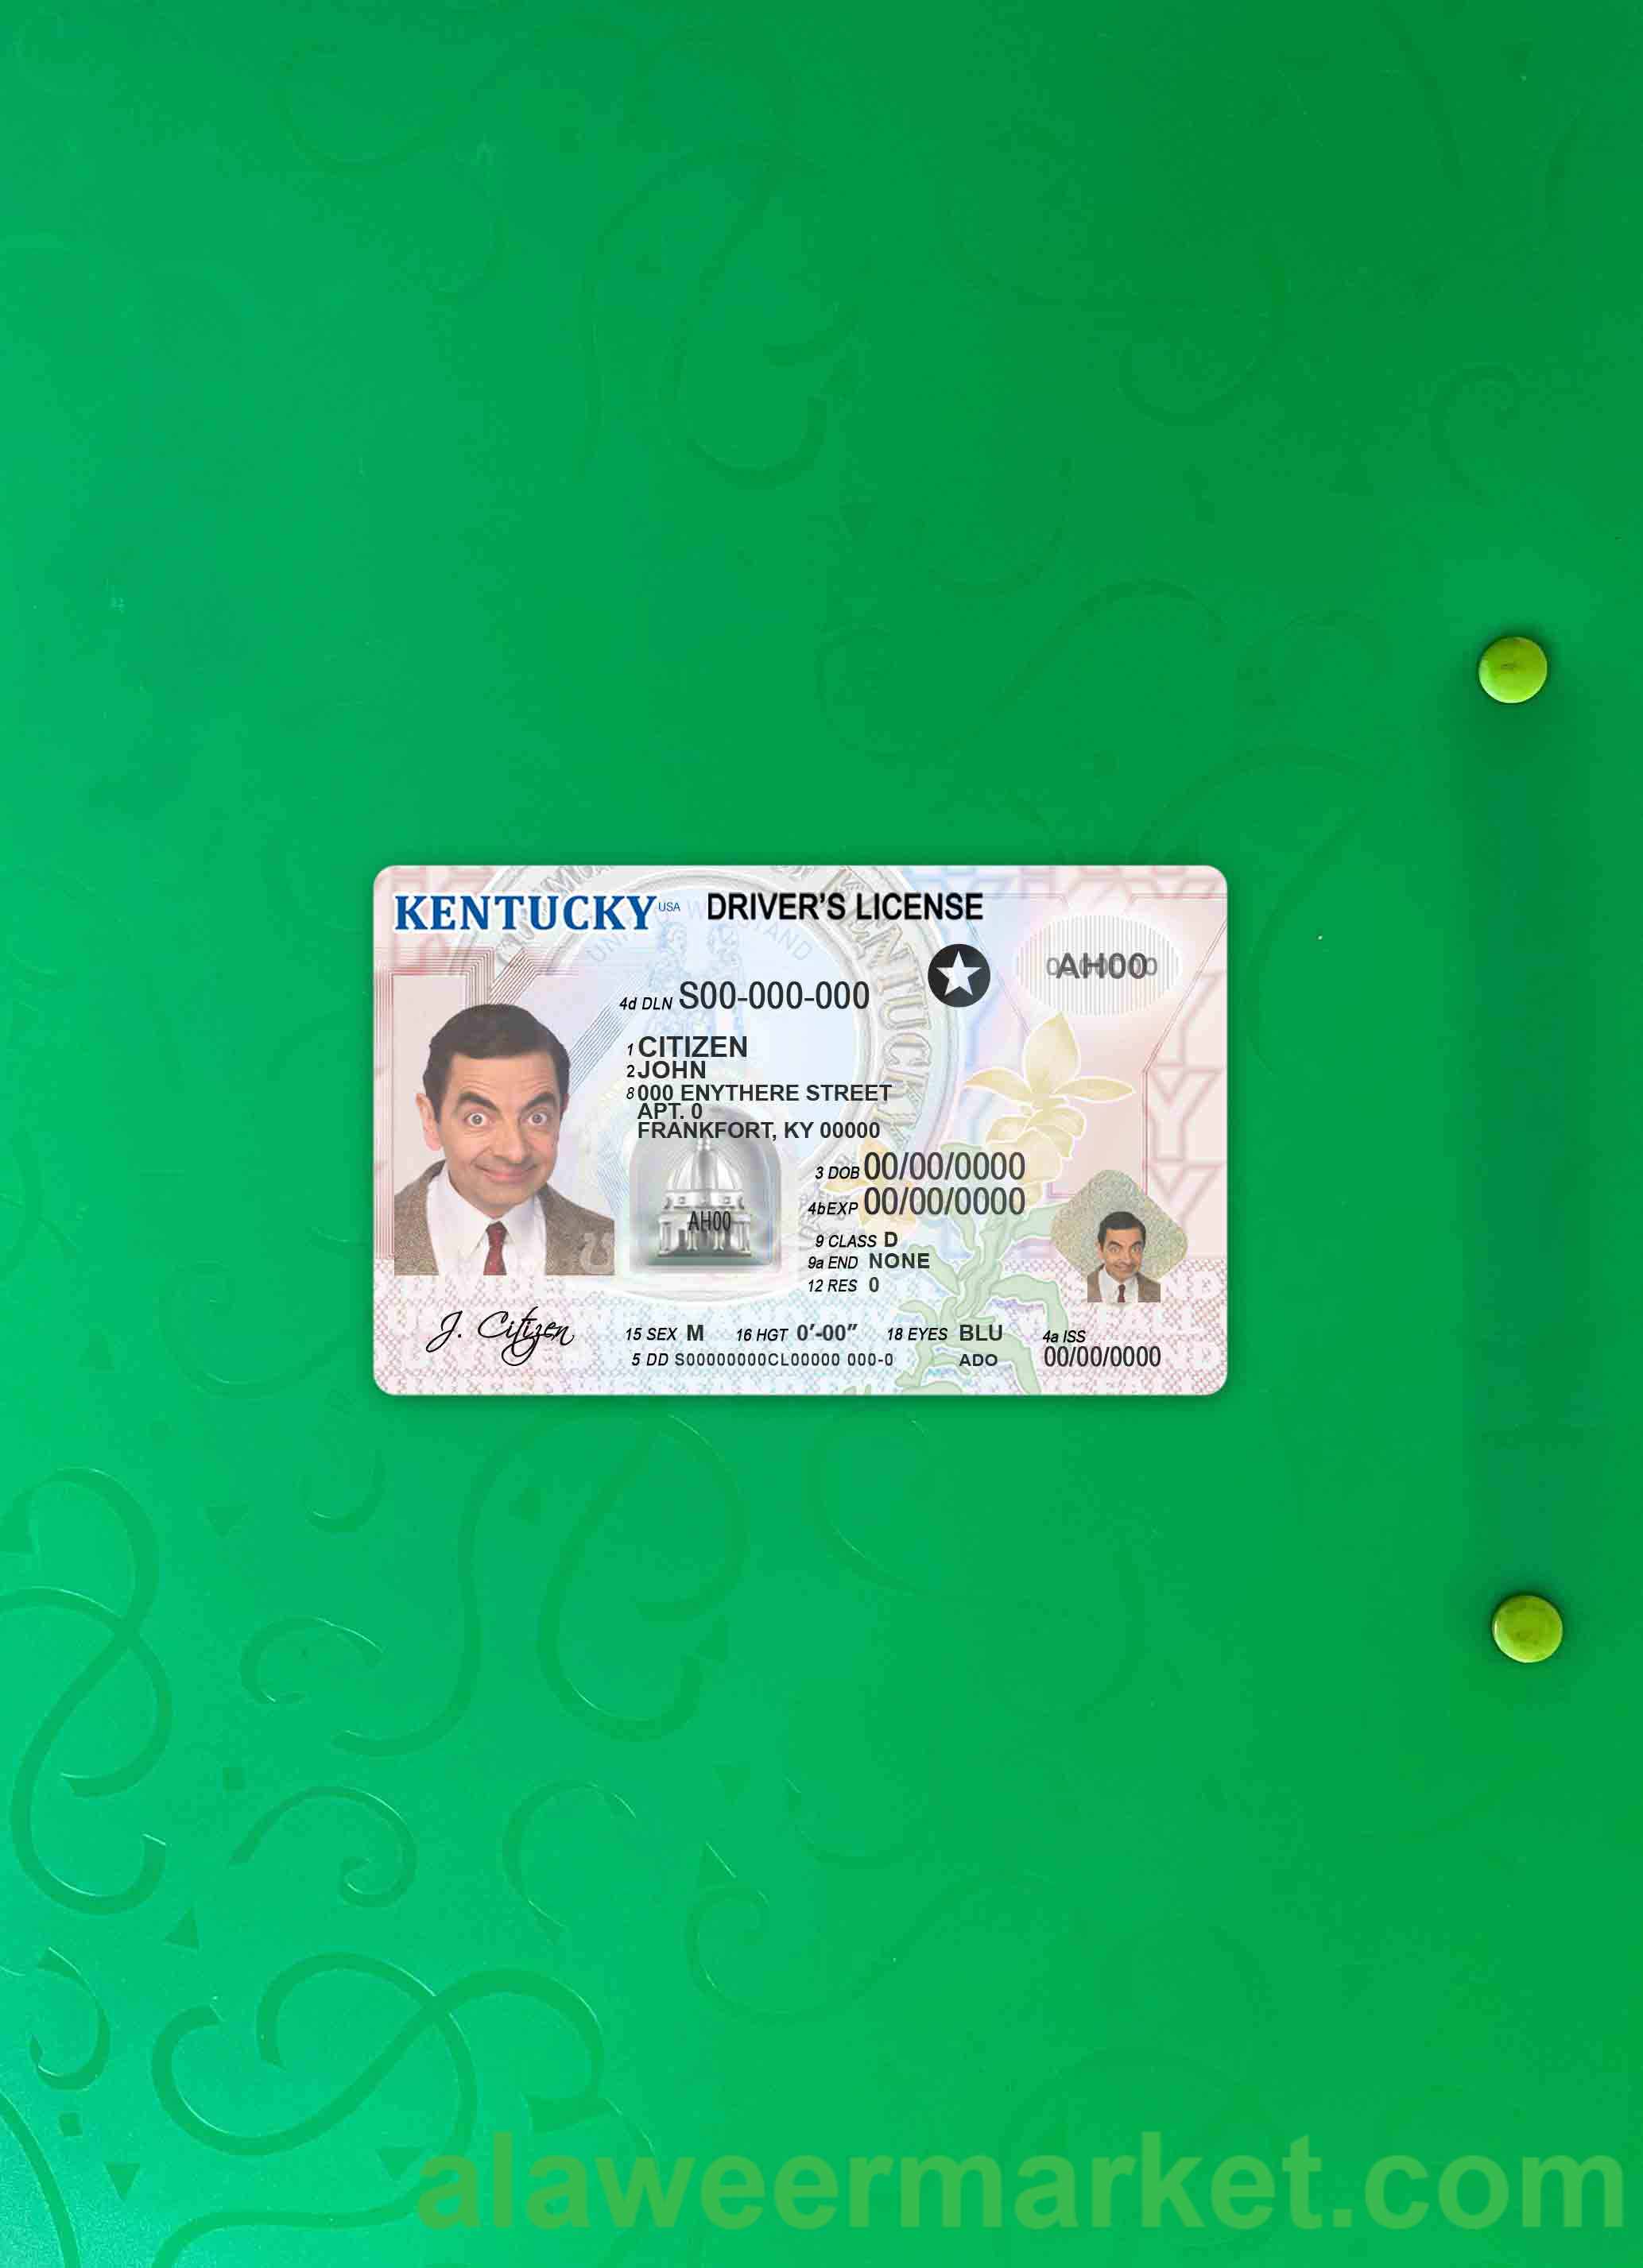 KENTUCKY USA DRIVER'S LICENSE
AH00
4d DLN S00-000-000
1 CITIZEN
2 JOHN
8 000 ENYTHERE STREET
APT. 0
FRANKFORT, KY 00000
3 DOB 00/00/0000
4b EXP 00/00/0000
AH00
9 CLASS D
9a END NONE
12 RES 0
J. Citizen
15 SEX M 16 HGT 0'-00" 18 EYES BLU 4a ISS
5 DD S00000000CL00000 000-0 ADO 00/00/0000
alaweermarket.com